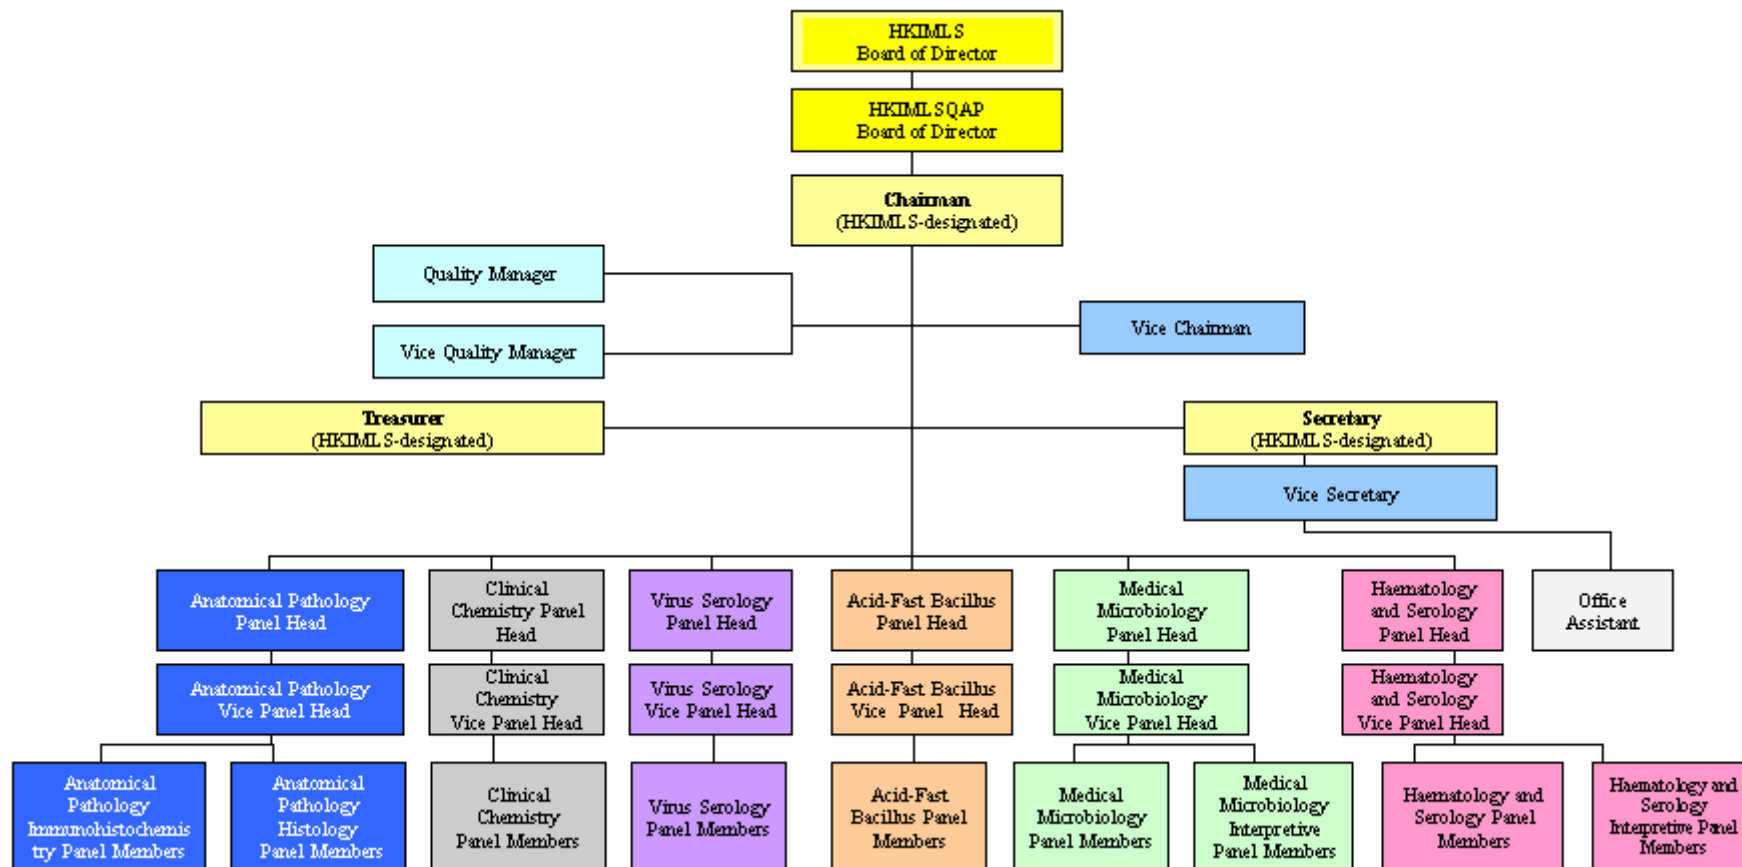 HKIMLS
Board of Director
HKIMLSQAP
Board of Director
Chairman
(HKIMLS-designated)
Quality Manager
Vice Chairman
Vice Quality Manager
Treasurer
(HKIMLS-designated)
Secretary
(HKIMLS-designated)
Vice Secretary
Anatomical Pathology
Panel Head
Clinical
Chemistry Panel
Head
Virus Serology
Panel Head
Acid-Fast Bacillus
Panel Head
Medical
Microbiology
Panel Head
Haematology
and Serology
Panel Head
Office
Assistant
Anatomical Pathology
Vice Panel Head
Clinical
Chemistry
Vice Panel Head
Virus Serology
Vice Panel Head
Acid-Fast Bacillus
Vice Panel Head
Medical
Microbiology
Vice Panel Head
Haematology
and Serology
Vice Panel Head
Anatomical
Pathology
Immunohistochemis
try Panel Members
Anatomical
Pathology
Histology
Panel Members
Clinical
Chemistry
Panel Members
Virus Serology
Panel Members
Acid-Fast
Bacillus Panel
Members
Medical
Microbiology
Panel Members
Medical
Microbiology
Interpretive
Panel Members
Haematology and
Serology Panel
Members
Haematology and
Serology
Interpretive Panel
Members